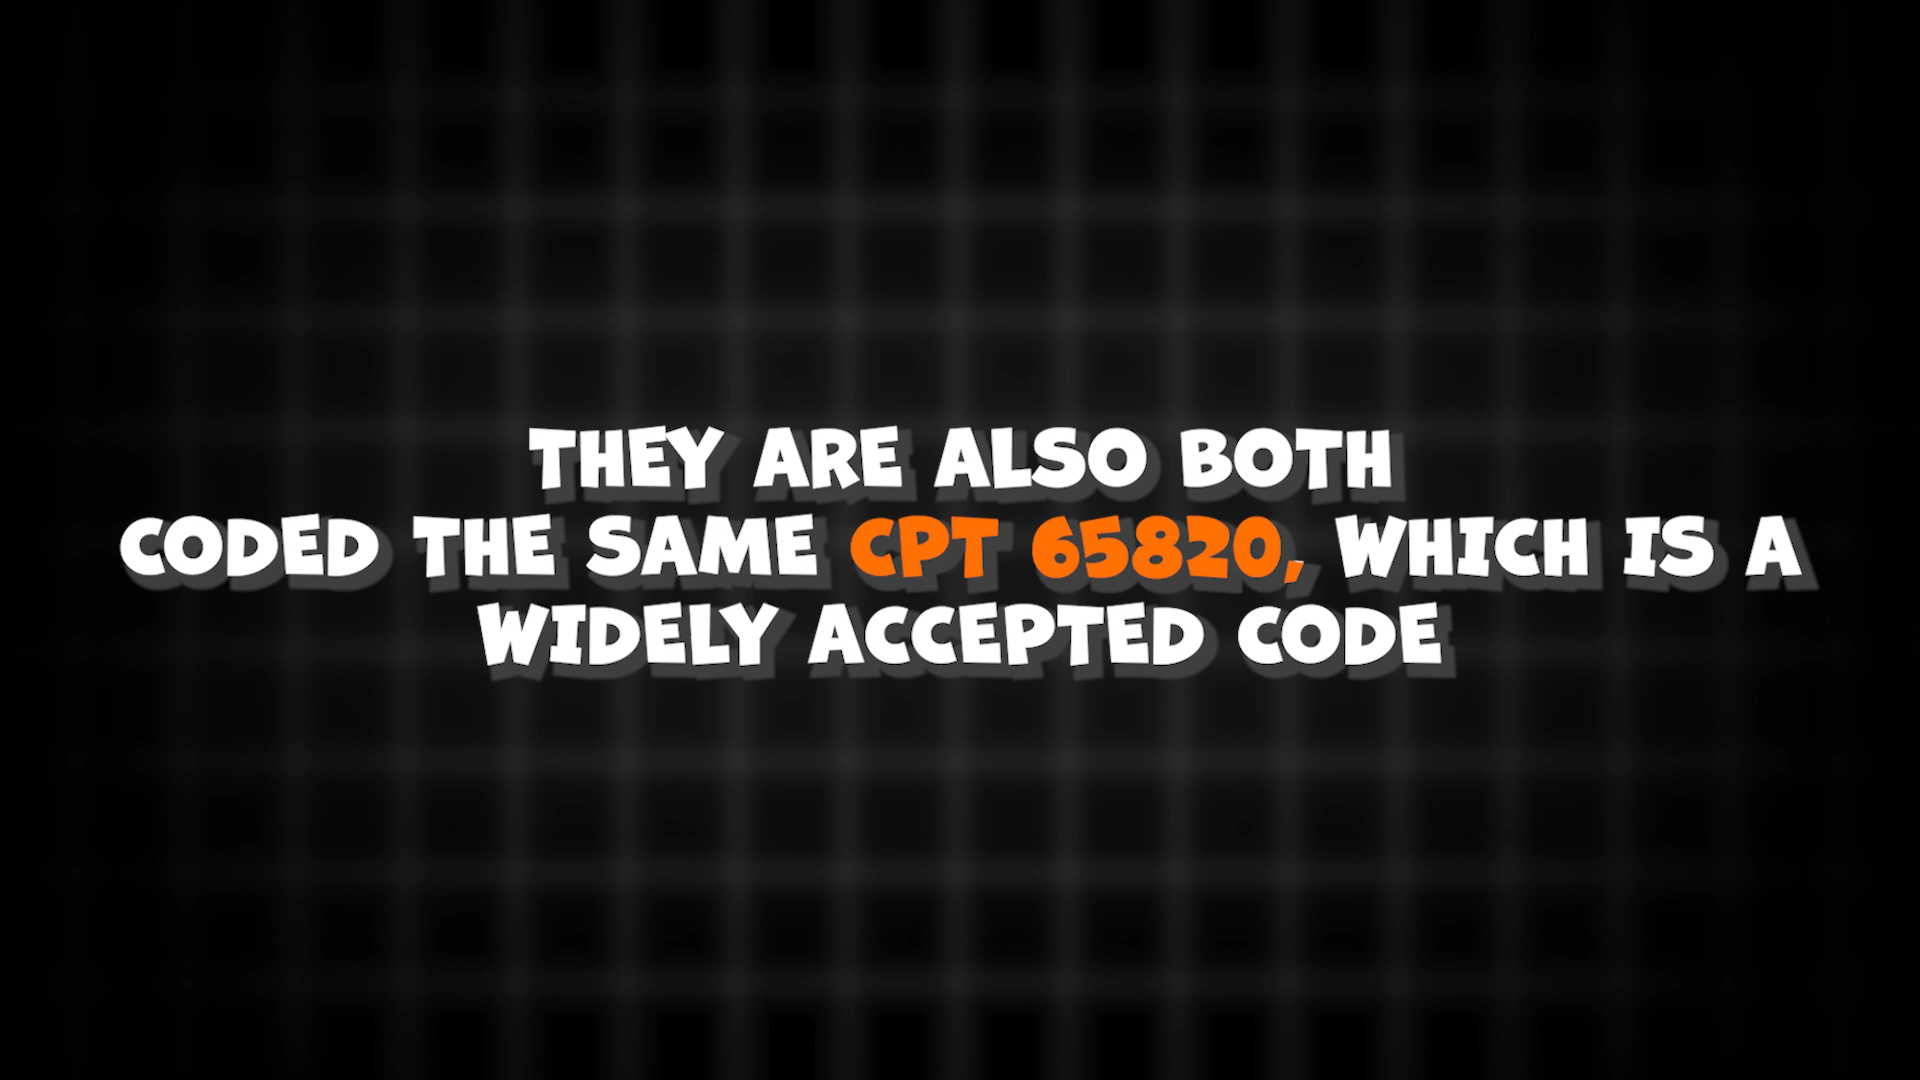 THEY ARE ALSO BOTH
CODED THE SAME CPT 65820, WHICH IS A
WIDELY ACCEPTED CODE